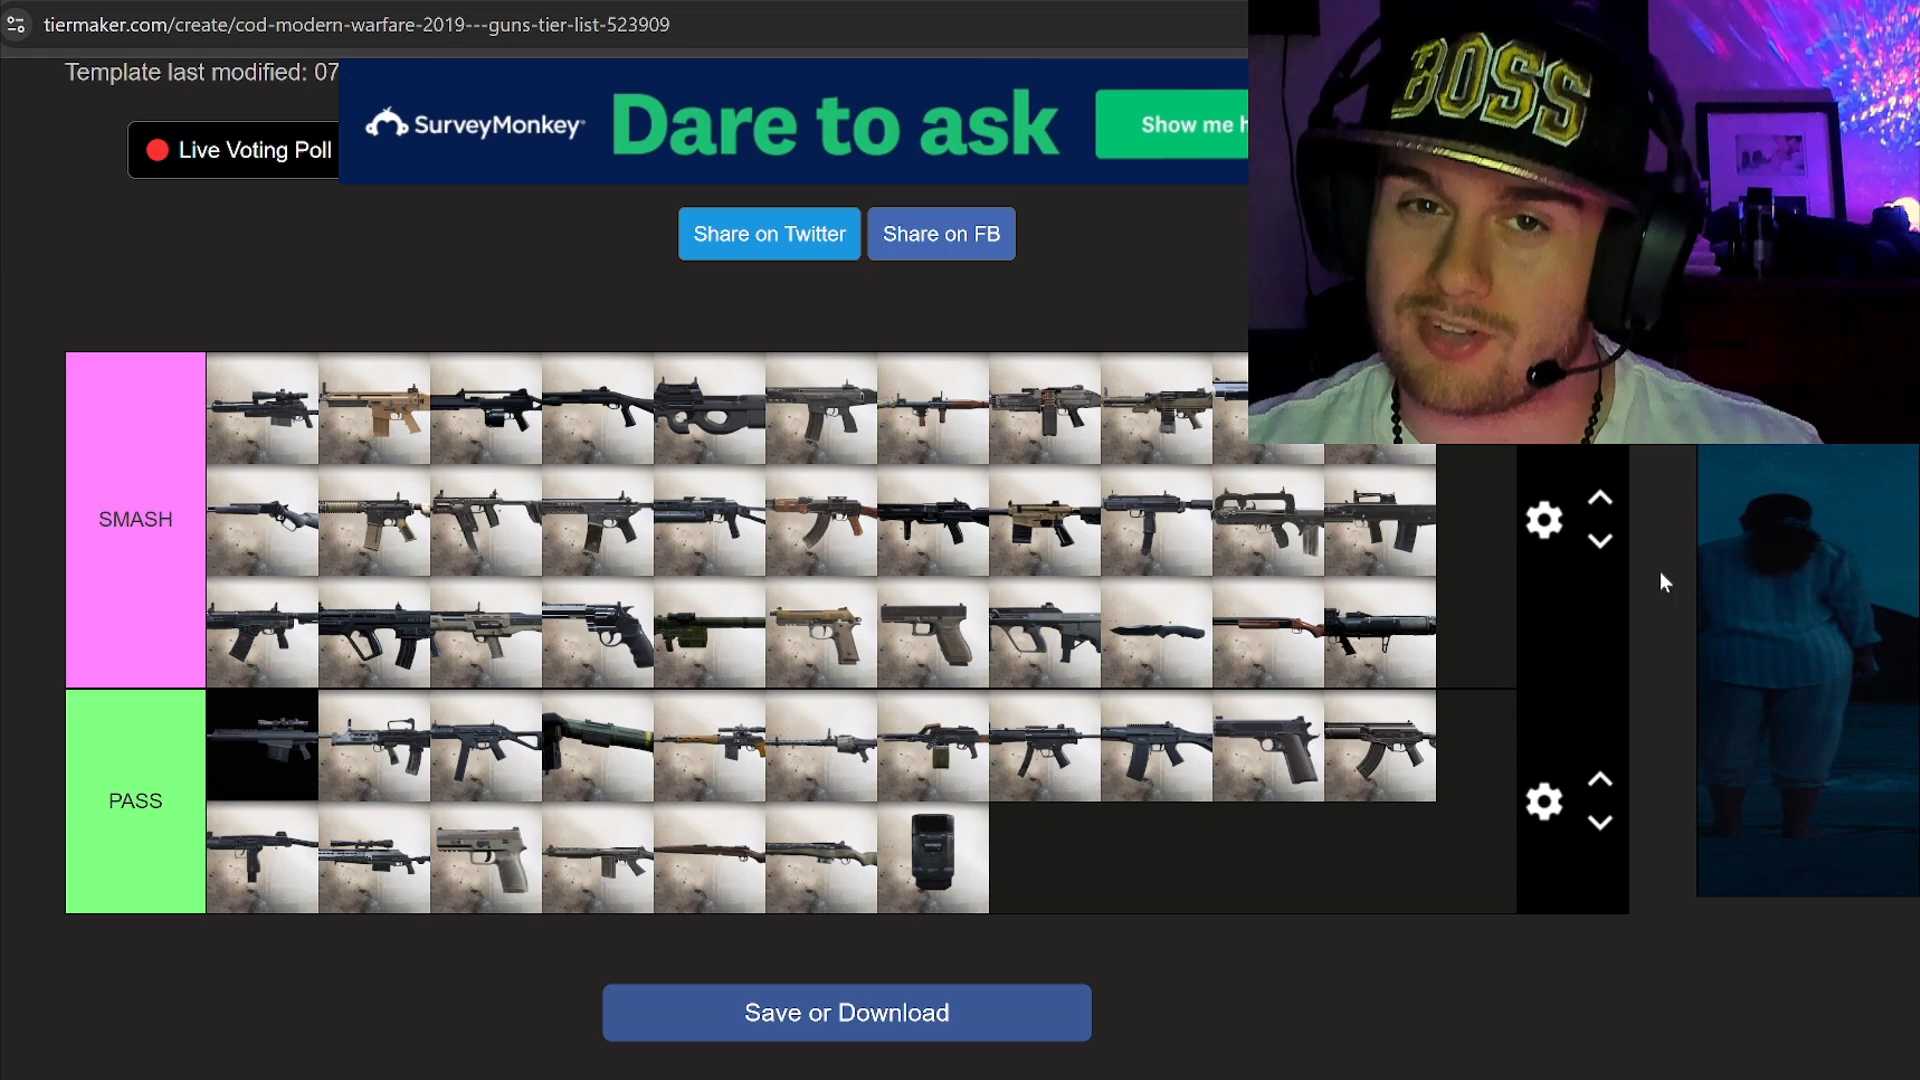 tiermaker.com/create/cod-modern-warfare-2019---guns-tier-list-523909
Template last modified: 07
SurveyMonkey
Dare to ask
Show me h
Live Voting Poll
Share on Twitter
Share on FB
BOSS
SMASH
PASS
Save or Download